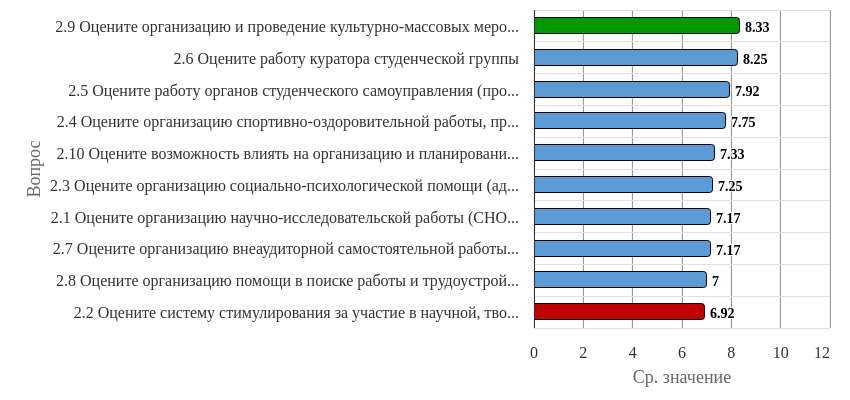 2.9 Оцените организацию и проведение культурно-массовых меро... 8.33
2.6 Оцените работу куратора студенческой группы 8.25
2.5 Оцените работу органов студенческого самоуправления (про... 7.92
2.4 Оцените организацию спортивно-оздоровительной работы, пр... 7.75
2.10 Оцените возможность влиять на организацию и планировани... 7.33
2.3 Оцените организацию социально-психологической помощи (ад... 7.25
2.1 Оцените организацию научно-исследовательской работы (СНО... 7.17
2.7 Оцените организацию внеаудиторной самостоятельной работы... 7.17
2.8 Оцените организацию помощи в поиске работы и трудоустрой... 7
2.2 Оцените систему стимулирования за участие в научной, тво... 6.92
Вопрос
0 2 4 6 8 10 12
Ср. значение